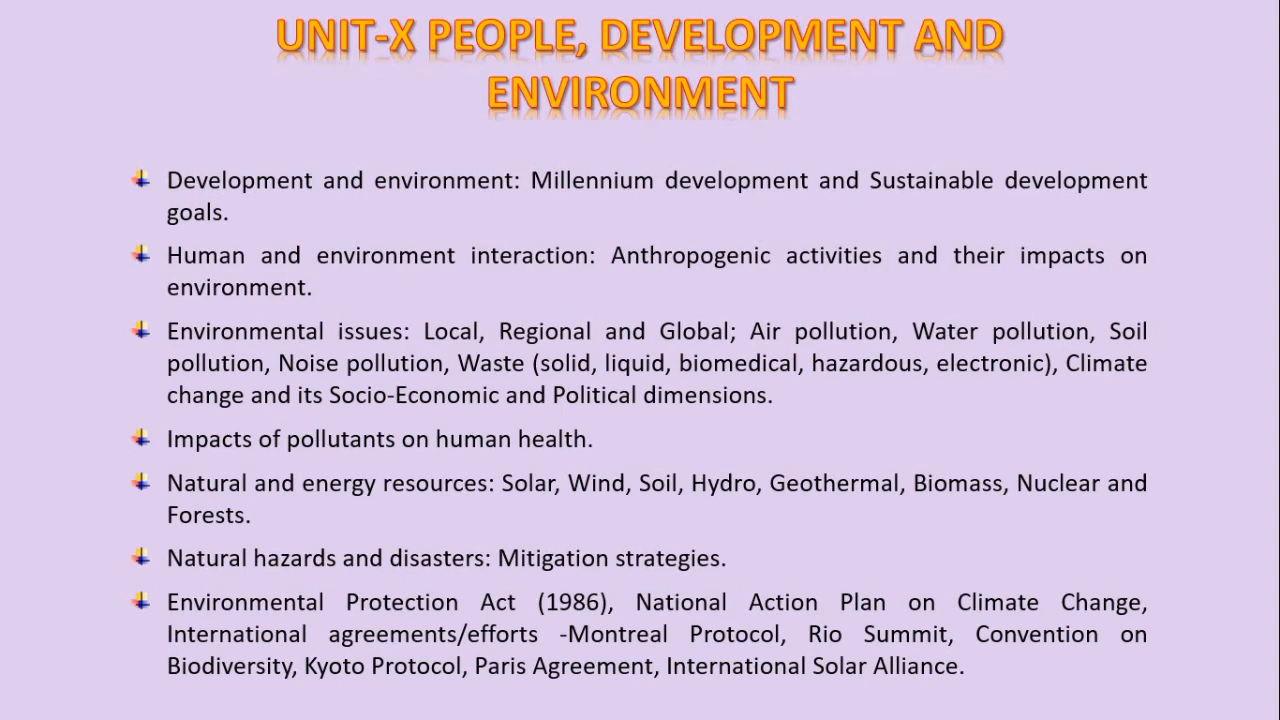 UNIT-X PEOPLE, DEVELOPMENT AND
ENVIRONMENT
Development and environment: Millennium development and Sustainable development
goals.
Human and environment interaction: Anthropogenic activities and their impacts on
environment.
Environmental issues: Local, Regional and Global; Air pollution, Water pollution, Soil
pollution, Noise pollution, Waste (solid, liquid, biomedical, hazardous, electronic), Climate
change and its Socio-Economic and Political dimensions.
Impacts of pollutants on human health.
Natural and energy resources: Solar, Wind, Soil, Hydro, Geothermal, Biomass, Nuclear and
Forests.
Natural hazards and disasters: Mitigation strategies.
Environmental Protection Act (1986), National Action Plan on Climate Change,
International agreements/efforts -Montreal Protocol, Rio Summit, Convention on
Biodiversity, Kyoto Protocol, Paris Agreement, International Solar Alliance.